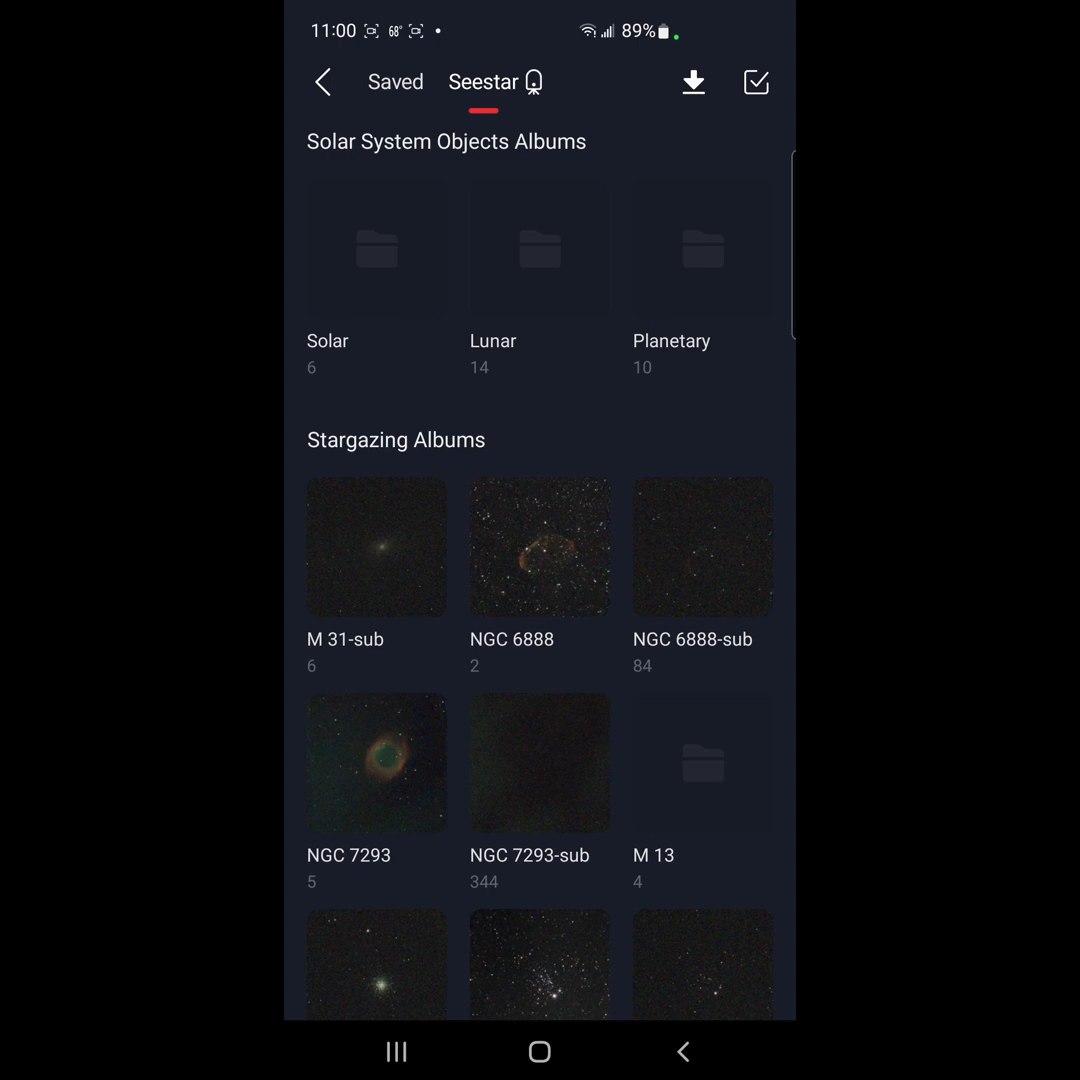 11:00 68° 89%
Saved Seestar
Solar System Objects Albums
Solar Lunar Planetary
6 14 10
Stargazing Albums
M 31-sub NGC 6888 NGC 6888-sub
6 2 84
NGC 7293 NGC 7293-sub M 13
5 344 4